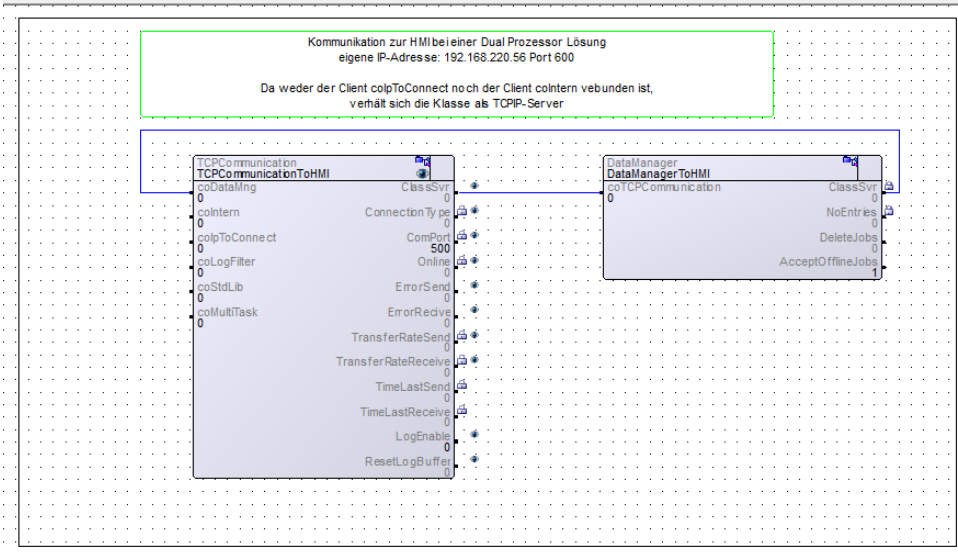 Kommunikation zur HMI bei einer Dual Prozessor Lösung
eigene IP-Adresse: 192.168.220.56 Port 600
Da weder der Client coIpToConnect noch der Client coIntern vebunden ist,
verhält sich die Klasse als TCPIP-Server
TCPCommunication
TCPCommunicationToHMI
coDataMng ClassSvr
0 0
coIntern ConnectionType
0 0
coIpToConnect ComPort
0 500
coLogFilter Online
0 0
coStdLib ErrorSend
0 0
coMultiTask ErrorRecive
0 0
TransferRateSend
0
TransferRateReceive
0
TimeLastSend
0
TimeLastReceive
0
LogEnable
0
ResetLogBuffer
0
DataManager
DataManagerToHMI
coTCPCommunication ClassSvr
0 0
NoEntries
0
DeleteJobs
0
AcceptOfflineJobs
1